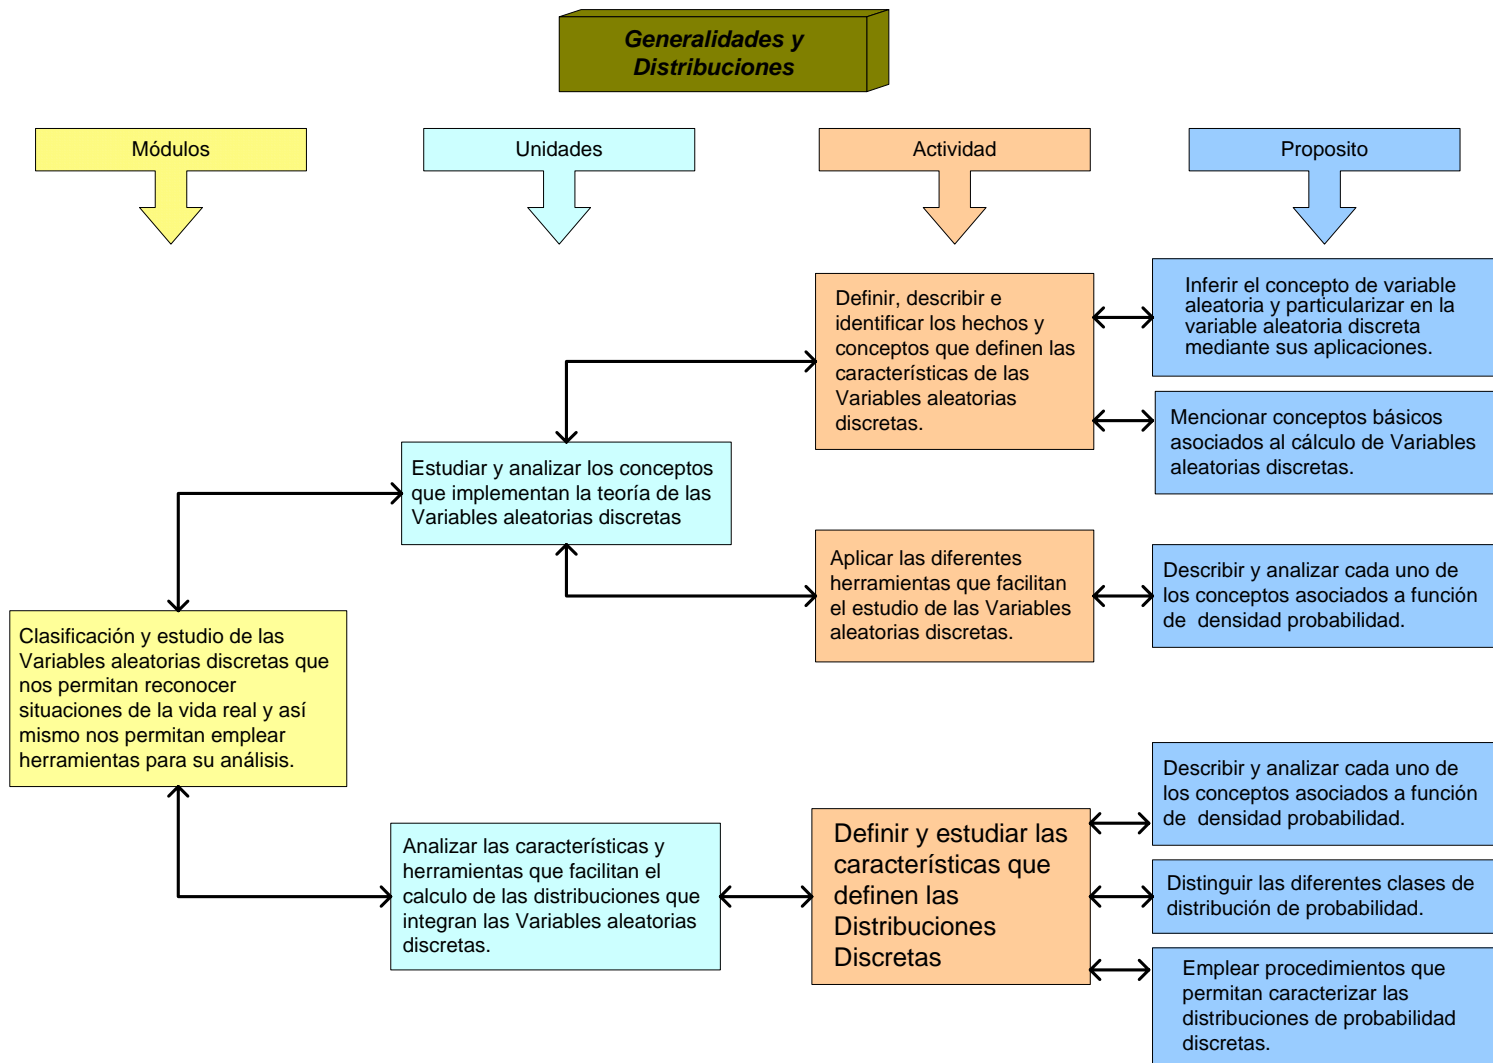 Generalidades y
Distribuciones
Módulos
Unidades
Actividad
Proposito
Clasificación y estudio de las
Variables aleatorias discretas que
nos permitan reconocer
situaciones de la vida real y así
mismo nos permitan emplear
herramientas para su análisis.
Estudiar y analizar los conceptos
que implementan la teoría de las
Variables aleatorias discretas
Analizar las características y
herramientas que facilitan el
calculo de las distribuciones que
integran las Variables aleatorias
discretas.
Definir, describir e
identificar los hechos y
conceptos que definen las
características de las
Variables aleatorias
discretas.
Aplicar las diferentes
herramientas que facilitan
el estudio de las Variables
aleatorias discretas.
Definir y estudiar las
características que
definen las
Distribuciones
Discretas
Inferir el concepto de variable
aleatoria y particularizar en la
variable aleatoria discreta
mediante sus aplicaciones.
Mencionar conceptos básicos
asociados al cálculo de Variables
aleatorias discretas.
Describir y analizar cada uno de
los conceptos asociados a función
de densidad probabilidad.
Describir y analizar cada uno de
los conceptos asociados a función
de densidad probabilidad.
Distinguir las diferentes clases de
distribución de probabilidad.
Emplear procedimientos que
permitan caracterizar las
distribuciones de probabilidad
discretas.